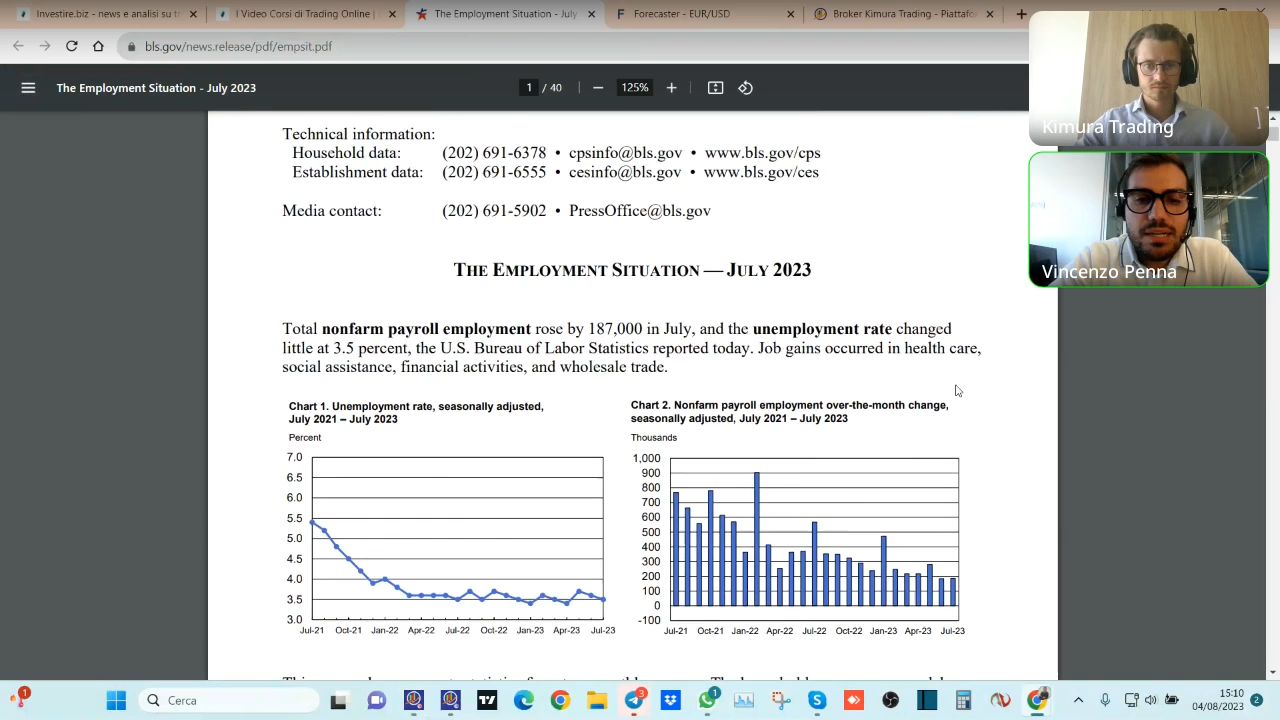 Investire.biz - news e analisi su t
I Video Corsi di Trading Online |
The Employment Situation - July
Forecaster - EUR/USD
Broker Kimura Trading - Piattafo
bls.gov/news.release/pdf/empsit.pdf
The Employment Situation - July 2023
1 / 40
125%
Kimura Trading
Vincenzo Penna
Technical information:
Household data: (202) 691-6378 • cpsinfo@bls.gov • www.bls.gov/cps
Establishment data: (202) 691-6555 • cesinfo@bls.gov • www.bls.gov/ces
Media contact: (202) 691-5902 • PressOffice@bls.gov
THE EMPLOYMENT SITUATION — JULY 2023
Total nonfarm payroll employment rose by 187,000 in July, and the unemployment rate changed
little at 3.5 percent, the U.S. Bureau of Labor Statistics reported today. Job gains occurred in health care,
social assistance, financial activities, and wholesale trade.
Chart 1. Unemployment rate, seasonally adjusted,
July 2021 – July 2023
Percent
7.0
6.5
6.0
5.5
5.0
4.5
4.0
3.5
3.0
Jul-21 Oct-21 Jan-22 Apr-22 Jul-22 Oct-22 Jan-23 Apr-23 Jul-23
Chart 2. Nonfarm payroll employment over-the-month change,
seasonally adjusted, July 2021 – July 2023
Thousands
1,000
900
800
700
600
500
400
300
200
100
0
-100
Jul-21 Oct-21 Jan-22 Apr-22 Jul-22 Oct-22 Jan-23 Apr-23 Jul-23
1
Cerca
3
1
15:10
04/08/2023
2